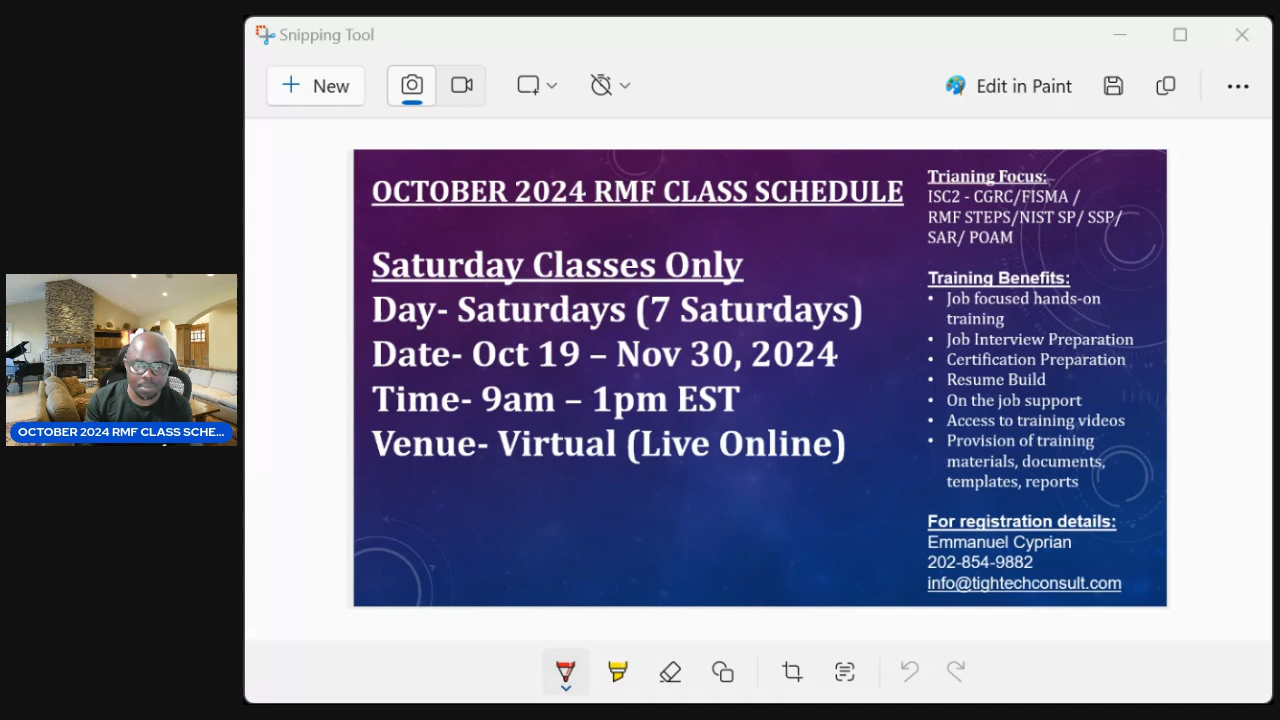 Snipping Tool
New
Edit in Paint
OCTOBER 2024 RMF CLASS SCHEDULE
Saturday Classes Only
Day- Saturdays (7 Saturdays)
Date- Oct 19 – Nov 30, 2024
Time- 9am – 1pm EST
Venue- Virtual (Live Online)
Trianing Focus:
ISC2 - CGRC/FISMA /
RMF STEPS/NIST SP/ SSP/
SAR/ POAM
Training Benefits:
• Job focused hands-on
training
• Job Interview Preparation
• Certification Preparation
• Resume Build
• On the job support
• Access to training videos
• Provision of training
materials, documents,
templates, reports
For registration details:
Emmanuel Cyprian
202-854-9882
info@tightechconsult.com
OCTOBER 2024 RMF CLASS SCHE...